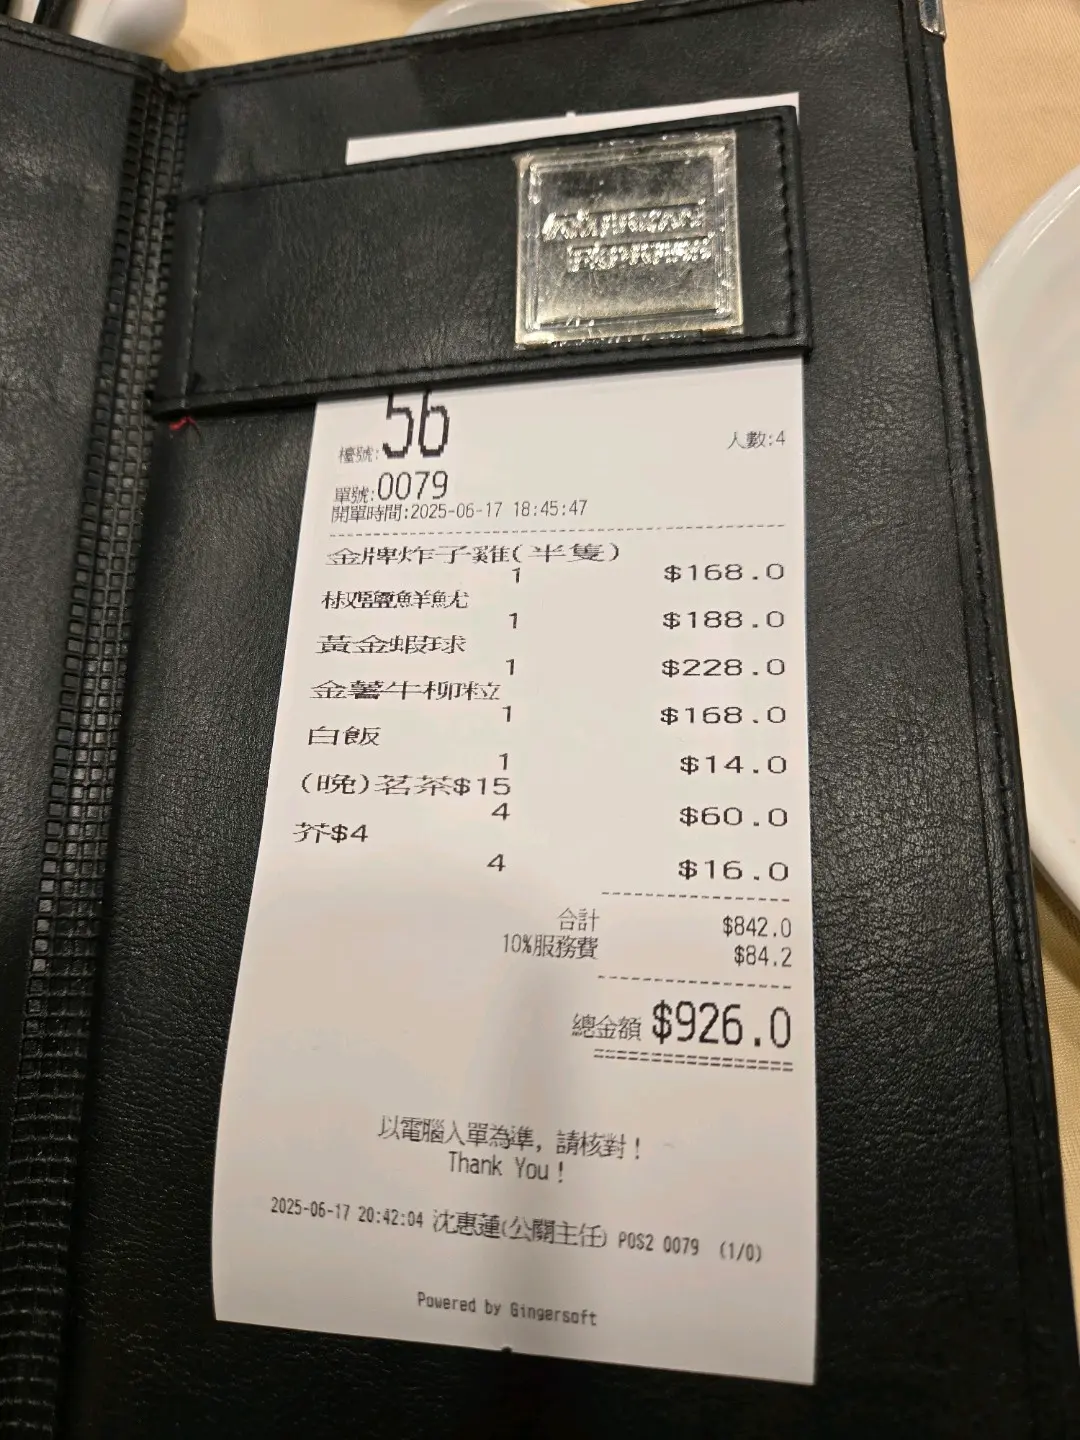 American
Express
檯號:56
人數:4
單號:0079
開單時間:2025-06-17 18:45:47
金牌炸子雞(半隻)
1 $168.0
椒鹽鮮魷
1 $188.0
黃金蝦球
1 $228.0
金薯牛柳粒
1 $168.0
白飯
1 $14.0
(晚)茗茶$15
4 $60.0
芥$4
4 $16.0
合計 $842.0
10%服務費 $84.2
總金額 $926.0
以電腦入單為準, 請核對!
Thank You!
2025-06-17 20:42:04 沈惠蓮(公關主任) POS2 0079 (1/0)
Powered by Gingersoft